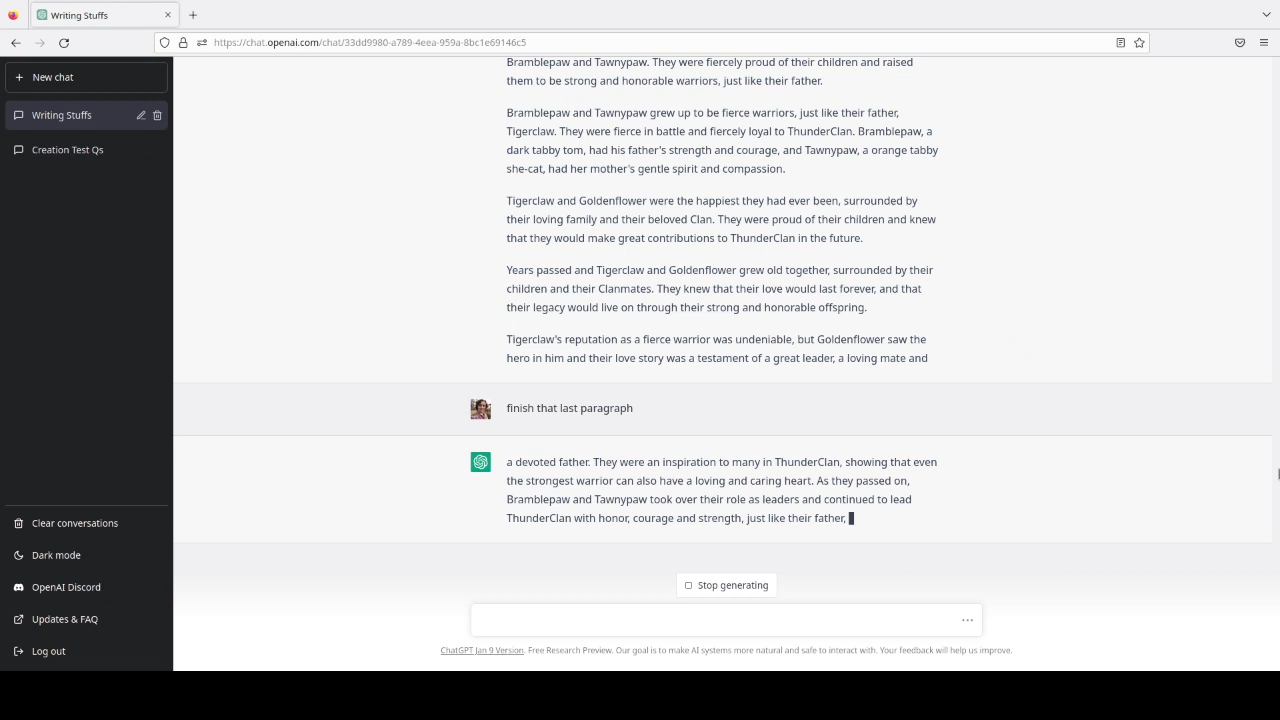 Writing Stuffs
https://chat.openai.com/chat/33dd9980-a789-4eea-959a-8bc1e69146c5
New chat
Writing Stuffs
Creation Test Qs
Clear conversations
Dark mode
OpenAI Discord
Updates & FAQ
Log out
Bramblepaw and Tawnypaw. They were fiercely proud of their children and raised
them to be strong and honorable warriors, just like their father.
Bramblepaw and Tawnypaw grew up to be fierce warriors, just like their father,
Tigerclaw. They were fierce in battle and fiercely loyal to ThunderClan. Bramblepaw, a
dark tabby tom, had his father's strength and courage, and Tawnypaw, a orange tabby
she-cat, had her mother's gentle spirit and compassion.
Tigerclaw and Goldenflower were the happiest they had ever been, surrounded by
their loving family and their beloved Clan. They were proud of their children and knew
that they would make great contributions to ThunderClan in the future.
Years passed and Tigerclaw and Goldenflower grew old together, surrounded by their
children and their Clanmates. They knew that their love would last forever, and that
their legacy would live on through their strong and honorable offspring.
Tigerclaw's reputation as a fierce warrior was undeniable, but Goldenflower saw the
hero in him and their love story was a testament of a great leader, a loving mate and
finish that last paragraph
a devoted father. They were an inspiration to many in ThunderClan, showing that even
the strongest warrior can also have a loving and caring heart. As they passed on,
Bramblepaw and Tawnypaw took over their role as leaders and continued to lead
ThunderClan with honor, courage and strength, just like their father,
Stop generating
ChatGPT Jan 9 Version. Free Research Preview. Our goal is to make AI systems more natural and safe to interact with. Your feedback will help us improve.